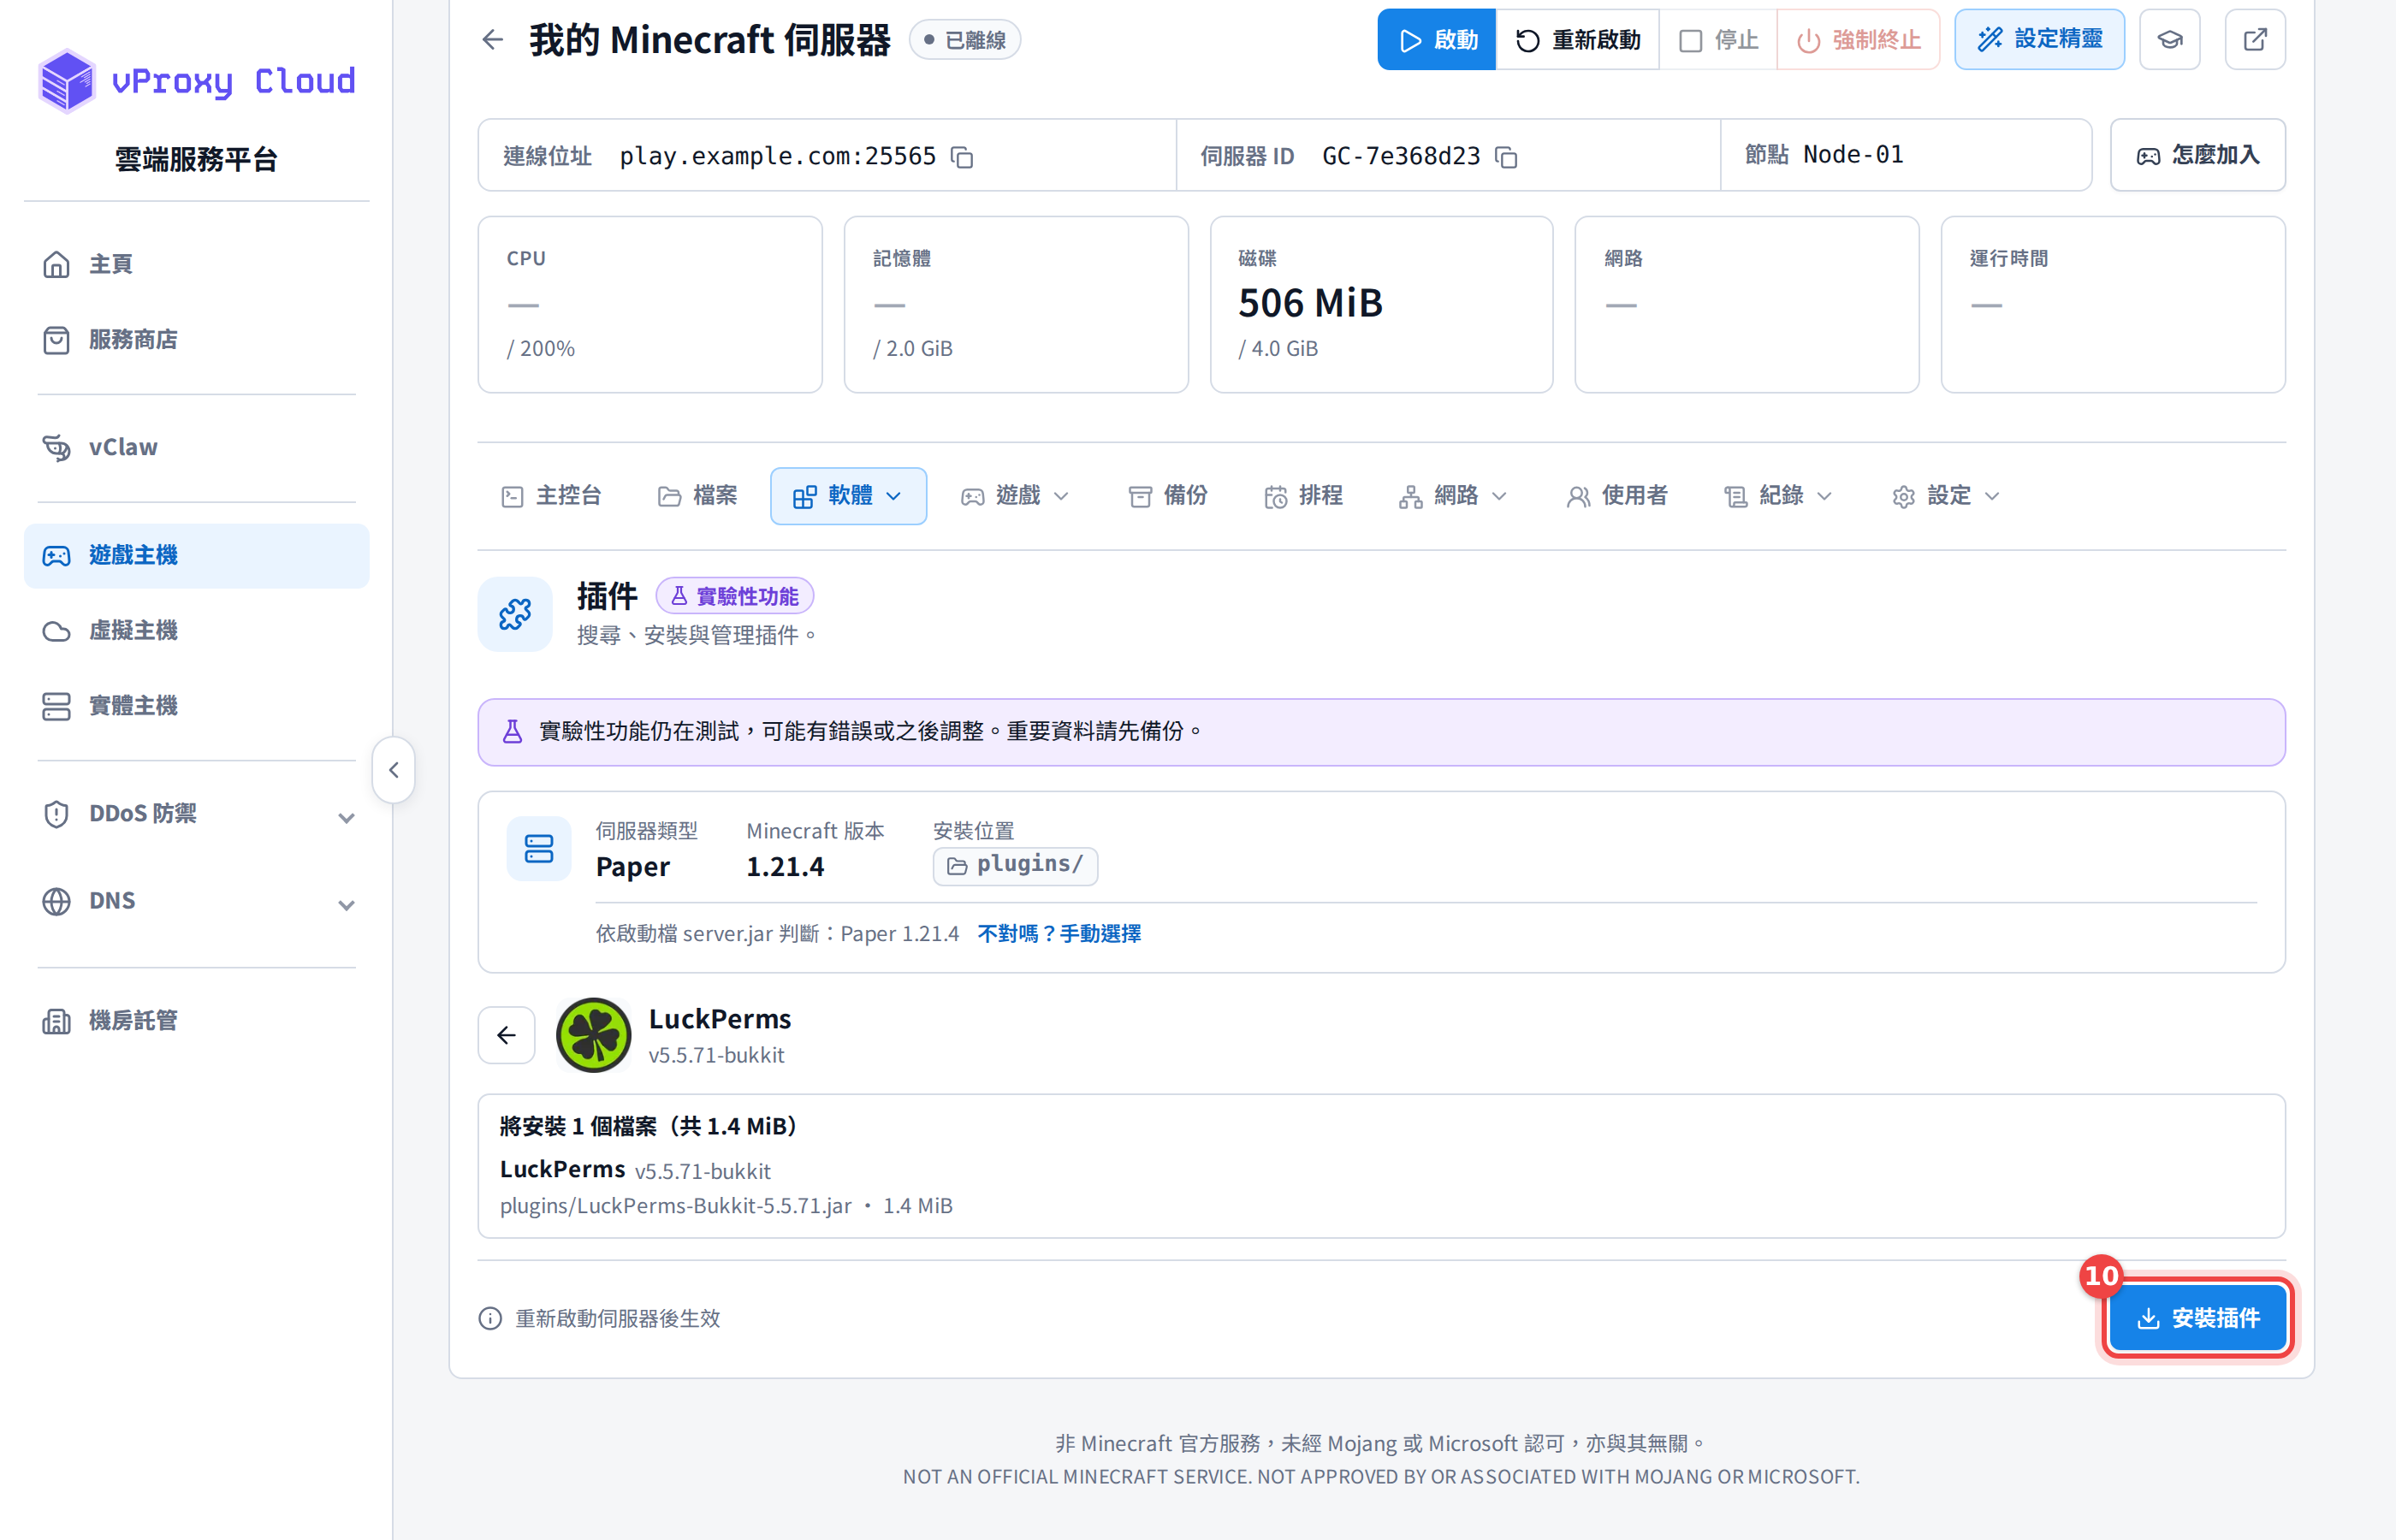 vProxy Cloud
雲端服務平台
主頁
服務商店
vClaw
遊戲主機
虛擬主機
實體主機
DDoS 防禦
DNS
機房託管
我的 Minecraft 伺服器
已離線
啟動
重新啟動
停止
強制終止
設定精靈
連線位址 play.example.com:25565
伺服器 ID GC-7e368d23
節點 Node-01
怎麼加入
CPU
—
/ 200%
記憶體
—
/ 2.0 GiB
磁碟
506 MiB
/ 4.0 GiB
網路
—
運行時間
—
主控台
檔案
軟體
遊戲
備份
排程
網路
使用者
紀錄
設定
插件
實驗性功能
搜尋、安裝與管理插件。
實驗性功能仍在測試，可能有錯誤或之後調整。重要資料請先備份。
伺服器類型
Paper
Minecraft 版本
1.21.4
安裝位置
plugins/
依啟動檔 server.jar 判斷：Paper 1.21.4 不對嗎？手動選擇
LuckPerms
v5.5.71-bukkit
將安裝 1 個檔案（共 1.4 MiB）
LuckPerms v5.5.71-bukkit
plugins/LuckPerms-Bukkit-5.5.71.jar • 1.4 MiB
重新啟動伺服器後生效
10
安裝插件
非 Minecraft 官方服務，未經 Mojang 或 Microsoft 認可，亦與其無關。
NOT AN OFFICIAL MINECRAFT SERVICE. NOT APPROVED BY OR ASSOCIATED WITH MOJANG OR MICROSOFT.